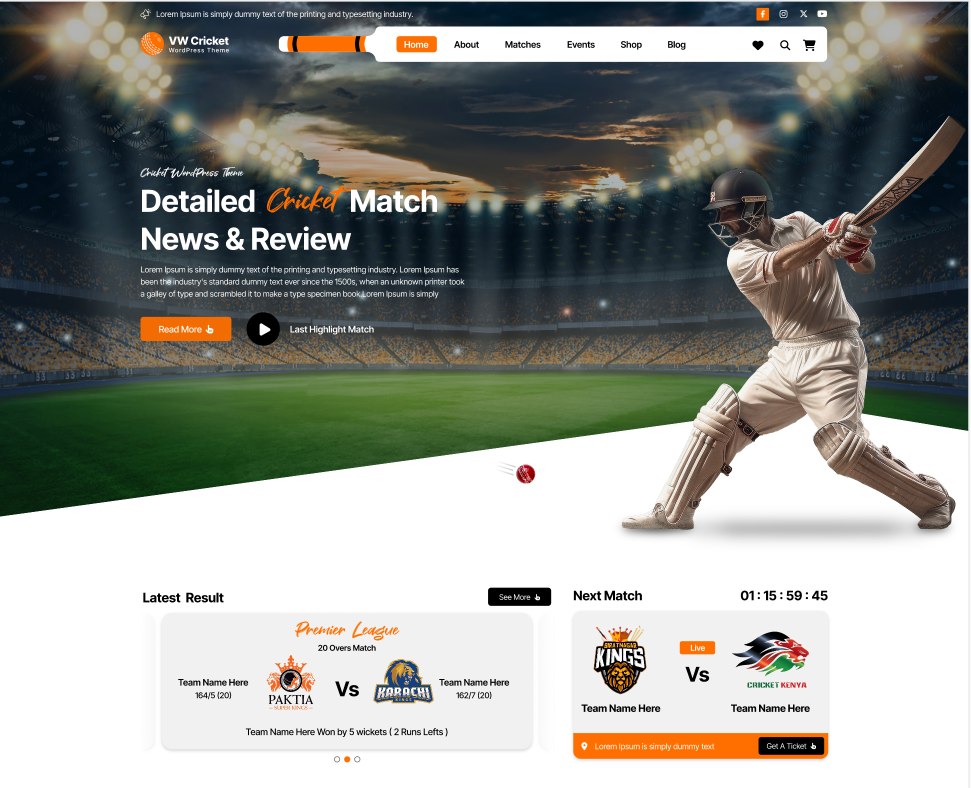 Lorem Ipsum is simply dummy text of the printing and typesetting industry.
VW Cricket
WordPress Theme
Home About Matches Events Shop Blog
Cricket WordPress Theme
Detailed Cricket Match
News & Review
Lorem Ipsum is simply dummy text of the printing and typesetting industry. Lorem Ipsum has
been the industry's standard dummy text ever since the 1500s, when an unknown printer took
a galley of type and scrambled it to make a type specimen book.Lorem Ipsum is simply
Read More
Last Highlight Match
Latest Result
See More
Premier League
20 Overs Match
Team Name Here
164/5 (20)
PAKTIA
SUPER KINGS
Vs
KARACHI
KINGS
Team Name Here
162/7 (20)
Team Name Here Won by 5 wickets ( 2 Runs Lefts )
Next Match
01 : 15 : 59 : 45
BIRATNAGAR
KINGS
Live
Vs
CRICKET KENYA
Team Name Here
Team Name Here
Lorem Ipsum is simply dummy text
Get A Ticket